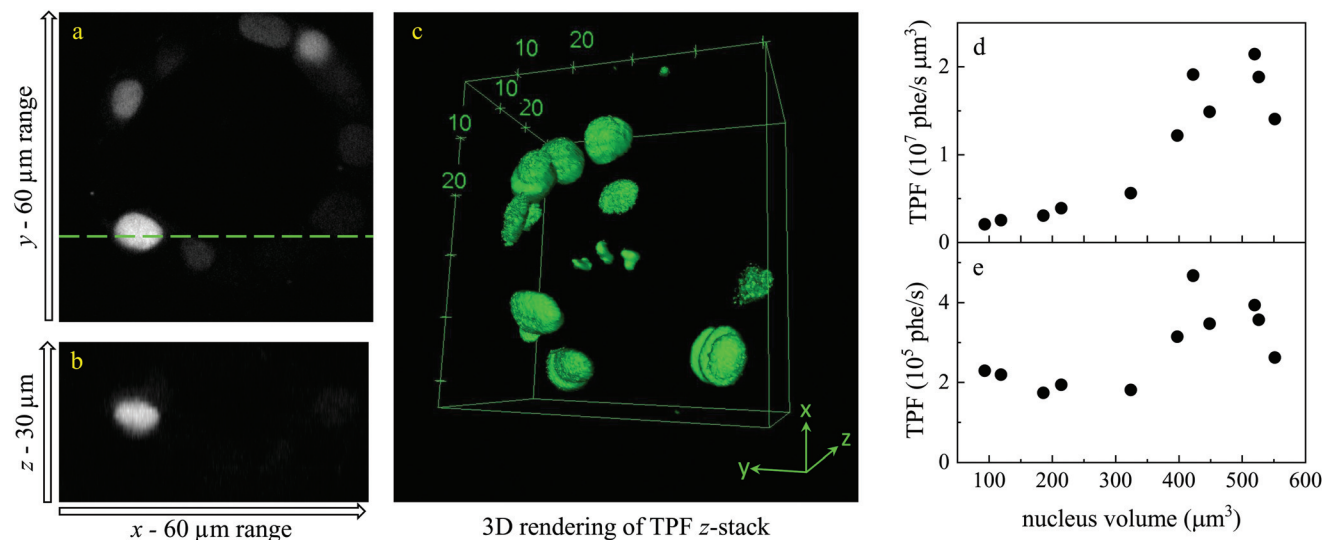 a
y - 60 µm range
b
z - 30 µm
x - 60 µm range
c
10
20
10
20
10
20
x
z
y
3D rendering of TPF z-stack
d
TPF (10⁷ phe/s µm³)
2
1
0
e
TPF (10⁵ phe/s)
4
2
0
100 200 300 400 500 600
nucleus volume (µm³)